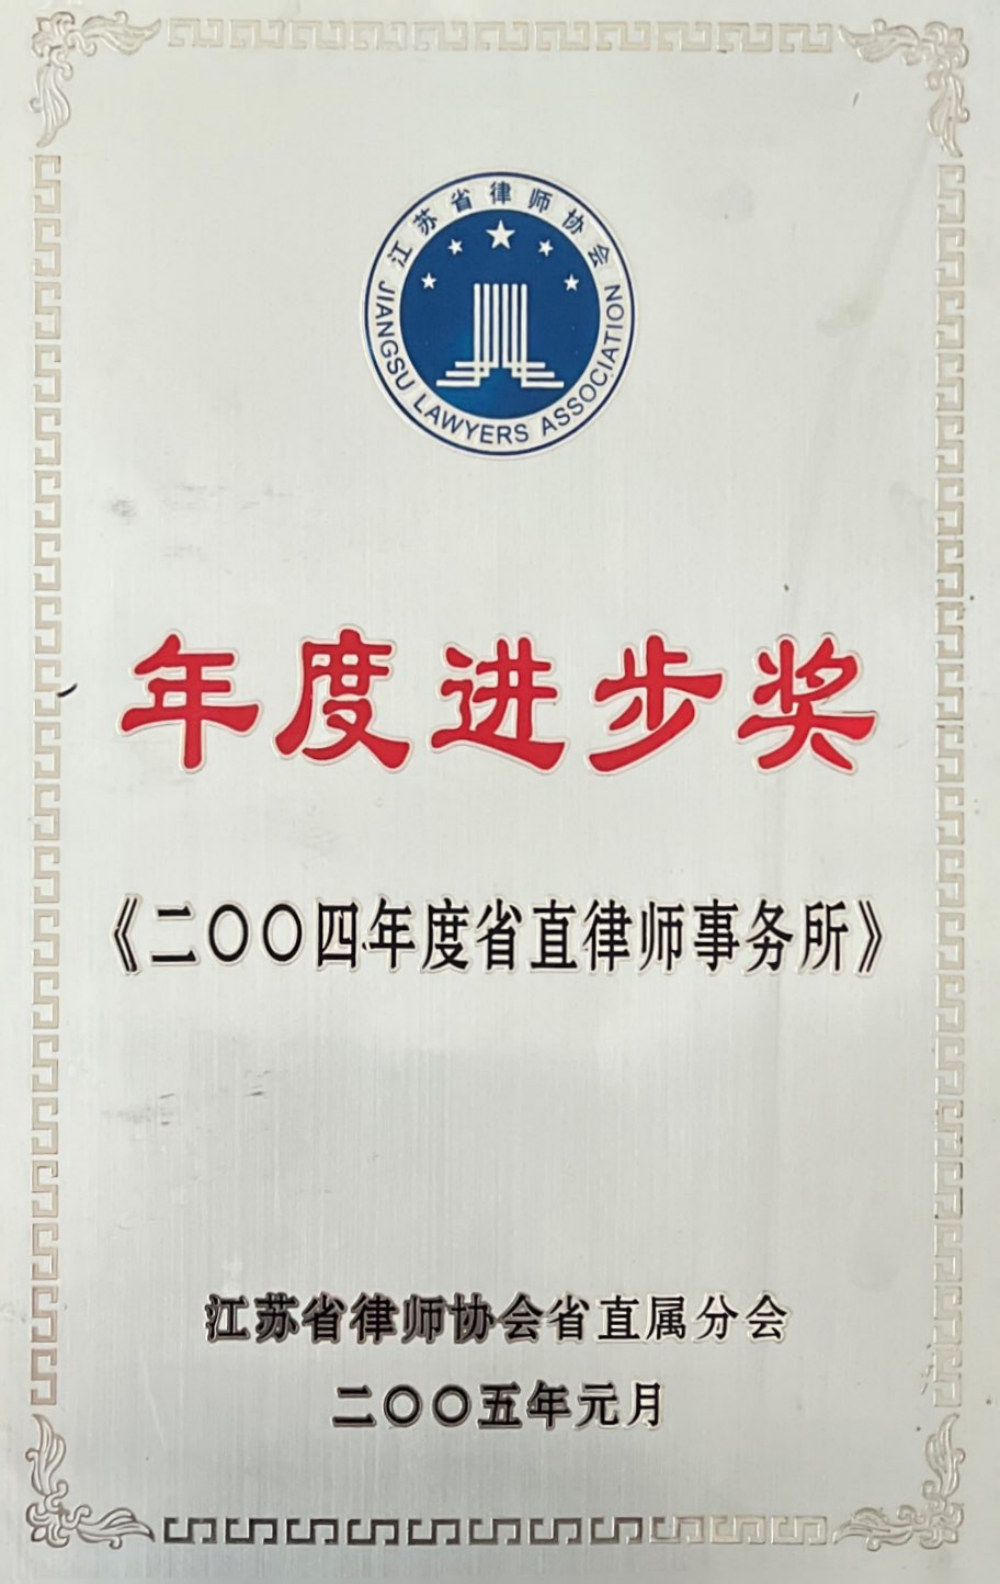 江苏省律师协会
JIANGSU LAWYERS ASSOCIATION
年度进步奖
《二〇〇四年度省直律师事务所》
江苏省律师协会省直属分会
二〇〇五年元月